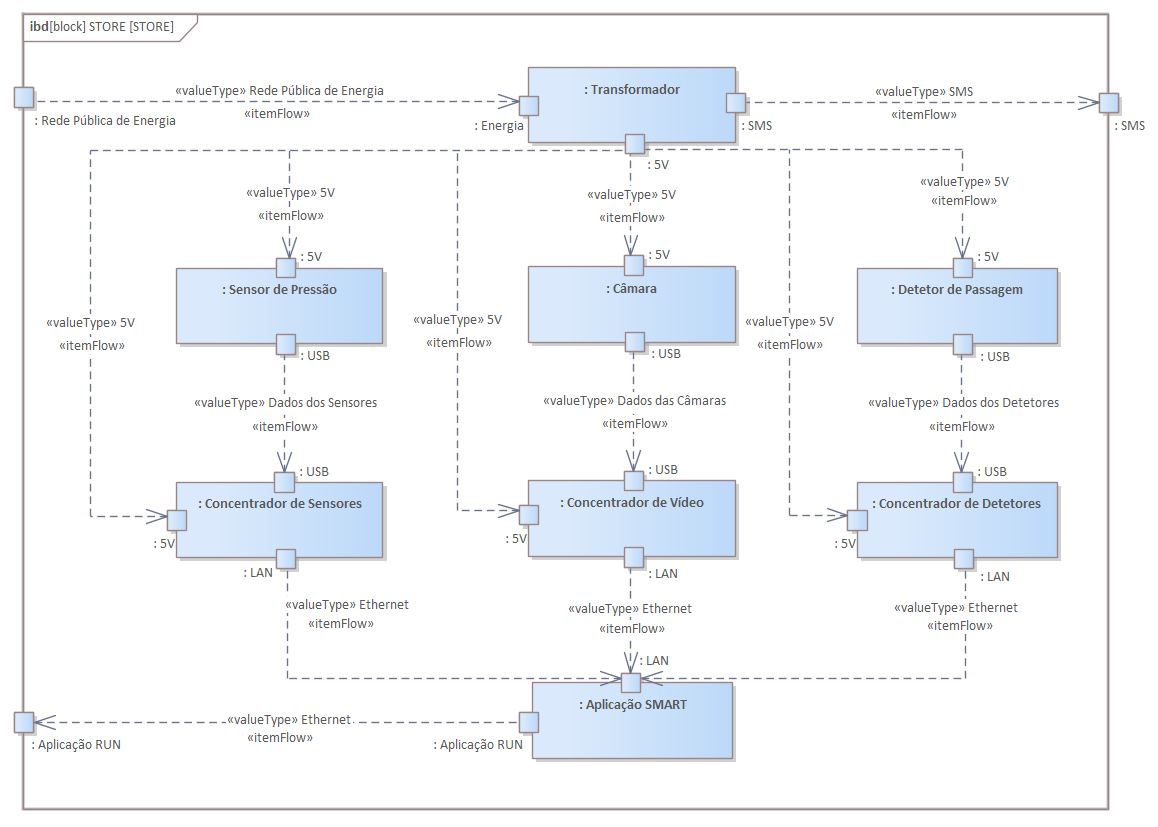 ibd[block] STORE [STORE]
«valueType» Rede Pública de Energia
«itemFlow»
: Rede Pública de Energia
: Energia
: Transformador
: SMS
«valueType» SMS
«itemFlow»
: SMS
: 5V
«valueType» 5V
«itemFlow»
«valueType» 5V
«itemFlow»
«valueType» 5V
«itemFlow»
: 5V
: 5V
: 5V
: Sensor de Pressão
: Câmara
: Detetor de Passagem
«valueType» 5V
«itemFlow»
«valueType» 5V
«itemFlow»
«valueType» 5V
«itemFlow»
: USB
: USB
: USB
«valueType» Dados dos Sensores
«itemFlow»
«valueType» Dados das Câmaras
«itemFlow»
«valueType» Dados dos Detetores
«itemFlow»
: USB
: USB
: USB
: Concentrador de Sensores
: Concentrador de Vídeo
: Concentrador de Detetores
: 5V
: 5V
: 5V
: LAN
: LAN
: LAN
«valueType» Ethernet
«itemFlow»
«valueType» Ethernet
«itemFlow»
«valueType» Ethernet
«itemFlow»
: LAN
: Aplicação SMART
«valueType» Ethernet
«itemFlow»
: Aplicação RUN
: Aplicação RUN